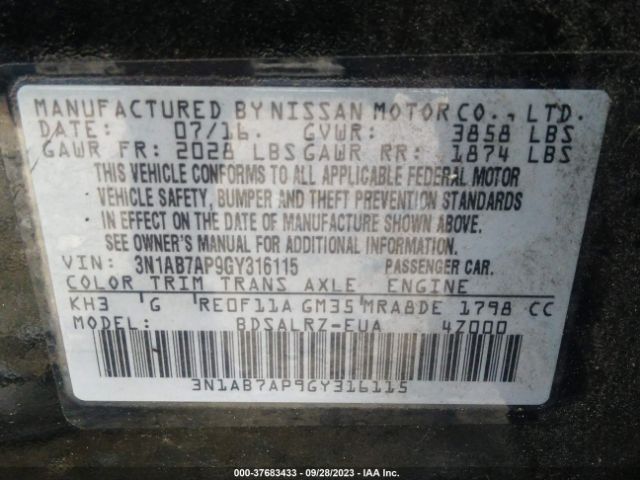 MANUFACTURED BY NISSAN MOTOR CO., LTD.
DATE: 07/16. GVWR: 3858 LBS
GAWR FR: 2028 LBS GAWR RR: 1874 LBS
THIS VEHICLE CONFORMS TO ALL APPLICABLE FEDERAL MOTOR
VEHICLE SAFETY, BUMPER AND THEFT PREVENTION STANDARDS
IN EFFECT ON THE DATE OF MANUFACTURE SHOWN ABOVE.
SEE OWNER'S MANUAL FOR ADDITIONAL INFORMATION.
VIN: 3N1AB7AP9GY316115 PASSENGER CAR.
COLOR TRIM TRANS AXLE ENGINE
KH3 G RE0F11A GM35 MRA8DE 1798 CC
MODEL: BDSALRZ-EUA 4Z000
3N1AB7AP9GY316115
000-37683433 - 09/28/2023 - IAA Inc.